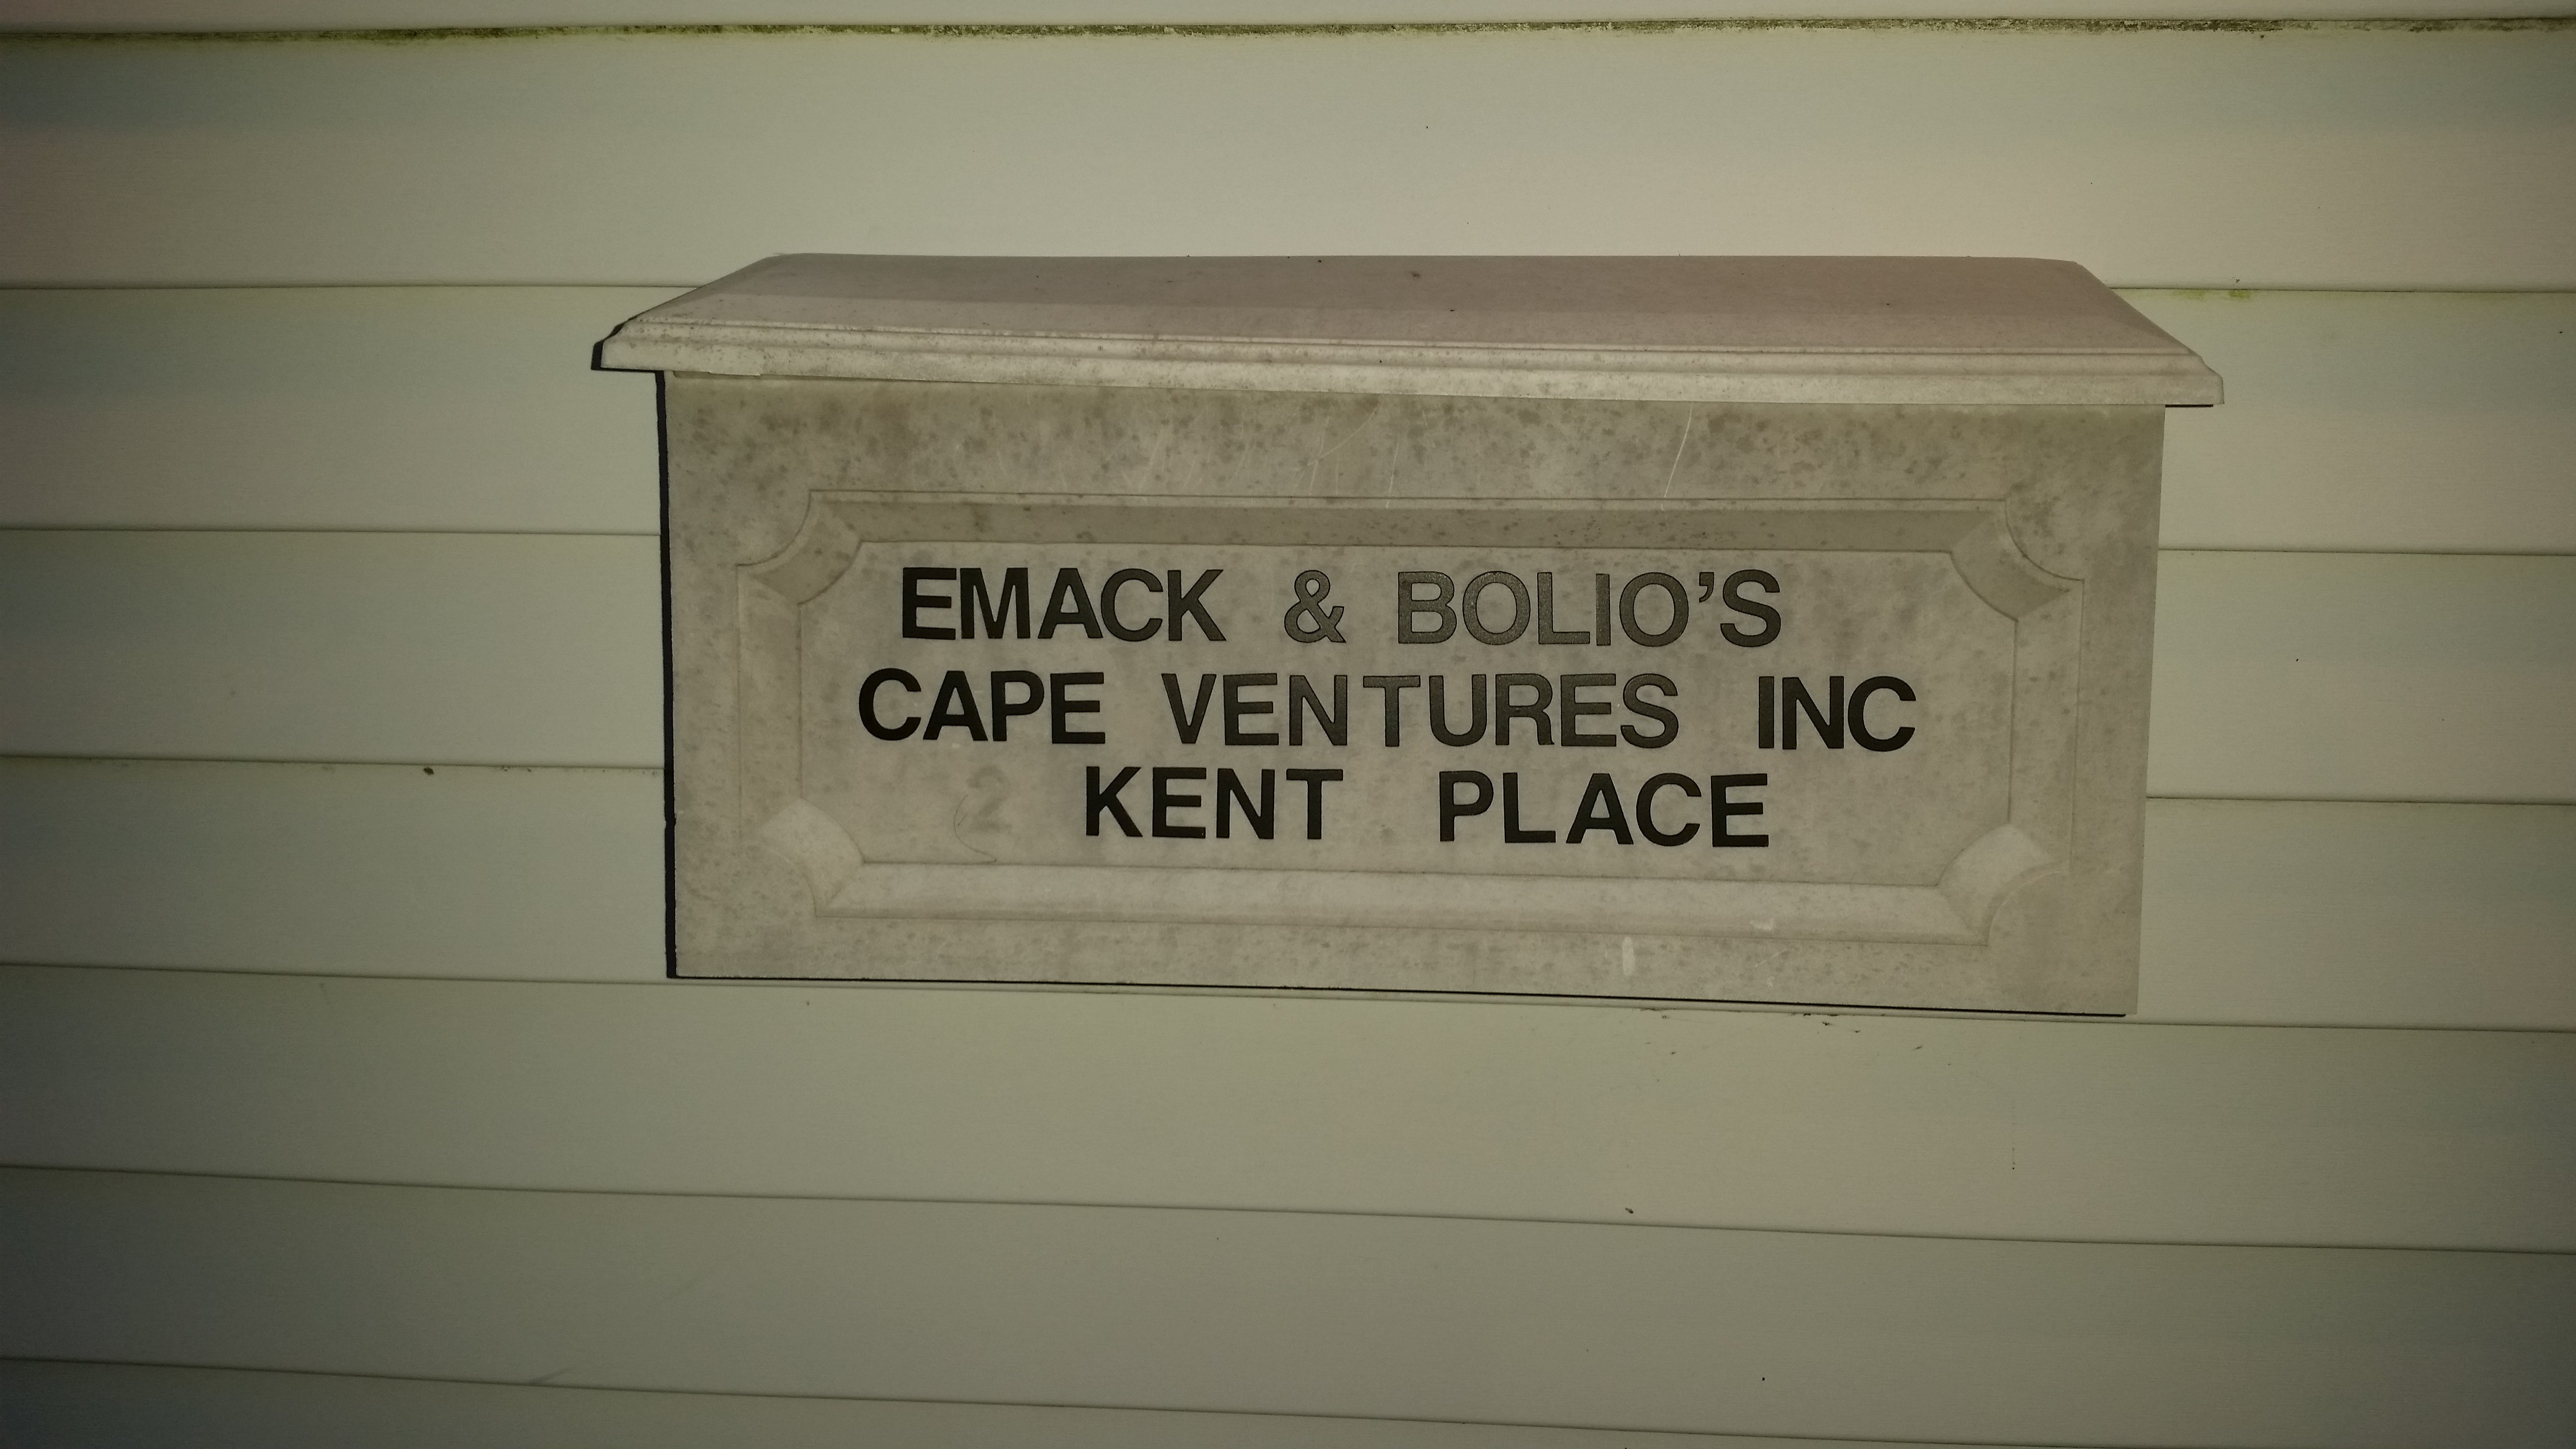 EMACK & BOLIO'S
CAPE VENTURES INC
KENT PLACE